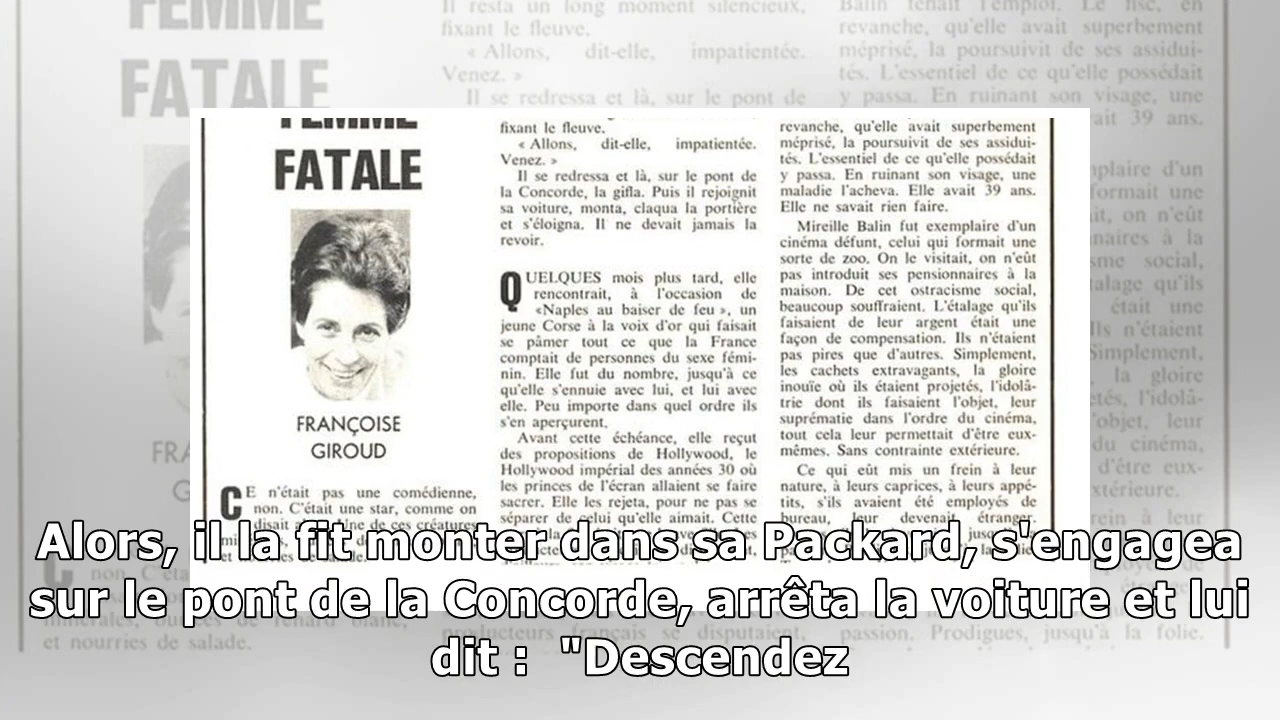 FEMME
FATALE
FRANÇOISE
GIROUD
CE n'était pas une comédienne,
non. C'était une star, comme on
disait
et nourries de salade.
fixant le fleuve.
« Allons, dit-elle, impatientée.
Venez. »
Il se redressa et là, sur le pont de
la Concorde, la gifla. Puis il rejoignit
sa voiture, monta, claqua la portière
et s'éloigna. Il ne devait jamais la
revoir.
QUELQUES mois plus tard, elle
rencontrait, à l'occasion de
«Naples au baiser de feu», un
jeune Corse à la voix d'or qui faisait
se pâmer tout ce que la France
comptait de personnes du sexe fémi-
nin. Elle fut du nombre, jusqu'à ce
qu'elle s'ennuie avec lui, et lui avec
elle. Peu importe dans quel ordre ils
s'en aperçurent.
Avant cette échéance, elle reçut
des propositions de Hollywood, le
Hollywood impérial des années 30 où
les princes de l'écran allaient se faire
sacrer. Elle les rejeta, pour ne pas se
séparer de celui qu'elle aimait. Cette
revanche, qu'elle avait superbement
méprisé, la poursuivit de ses assidui-
tés. L'essentiel de ce qu'elle possédait
y passa. En ruinant son visage, une
maladie l'acheva. Elle avait 39 ans.
Elle ne savait rien faire.
Mireille Balin fut exemplaire d'un
cinéma défunt, celui qui formait une
sorte de zoo. On le visitait, on n'eût
pas introduit ses pensionnaires à la
maison. De cet ostracisme social,
beaucoup souffraient. L'étalage qu'ils
faisaient de leur argent était une
façon de compensation. Ils n'étaient
pas pires que d'autres. Simplement,
les cachets extravagants, la gloire
inouïe où ils étaient projetés, l'idolâ-
trie dont ils faisaient l'objet, leur
suprématie dans l'ordre du cinéma,
tout cela leur permettait d'être eux-
mêmes. Sans contrainte extérieure.
Ce qui eût mis un frein à leur
nature, à leurs caprices, à leurs appé-
tits, s'ils avaient été employés de
bureau, leur devenait étranger.
Alors, il la fit monter dans sa Packard, s'engagea
sur le pont de la Concorde, arrêta la voiture et lui
dit : "Descendez